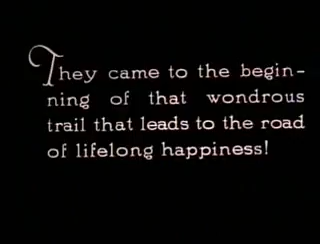 They came to the begin-
ning of that wondrous
trail that leads to the road
of lifelong happiness!